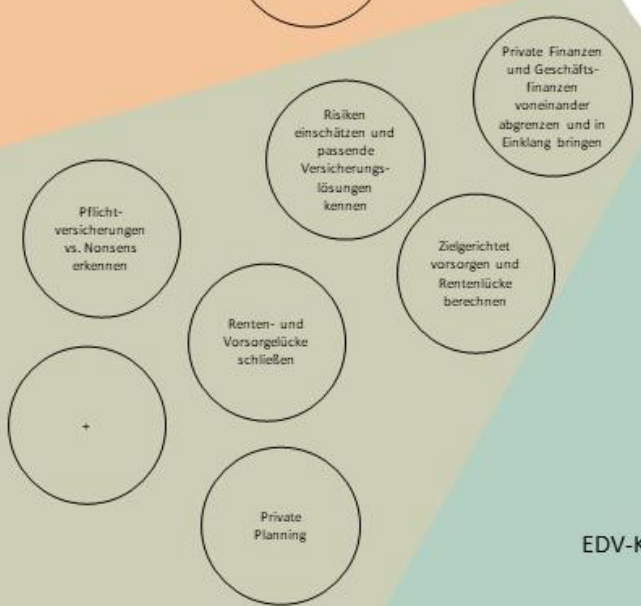 Private Finanzen
und Geschäfts-
finanzen
voneinander
abgrenzen und in
Einklang bringen
Risiken
einschätzen und
passende
Versicherungs-
lösungen
kennen
Pflicht-
versicherungen
vs. Nonsens
erkennen
Zielgerichtet
vorsorgen und
Rentenlücke
berechnen
Renten- und
Vorsorgelücke
schließen
+
Private
Planning
EDV-K